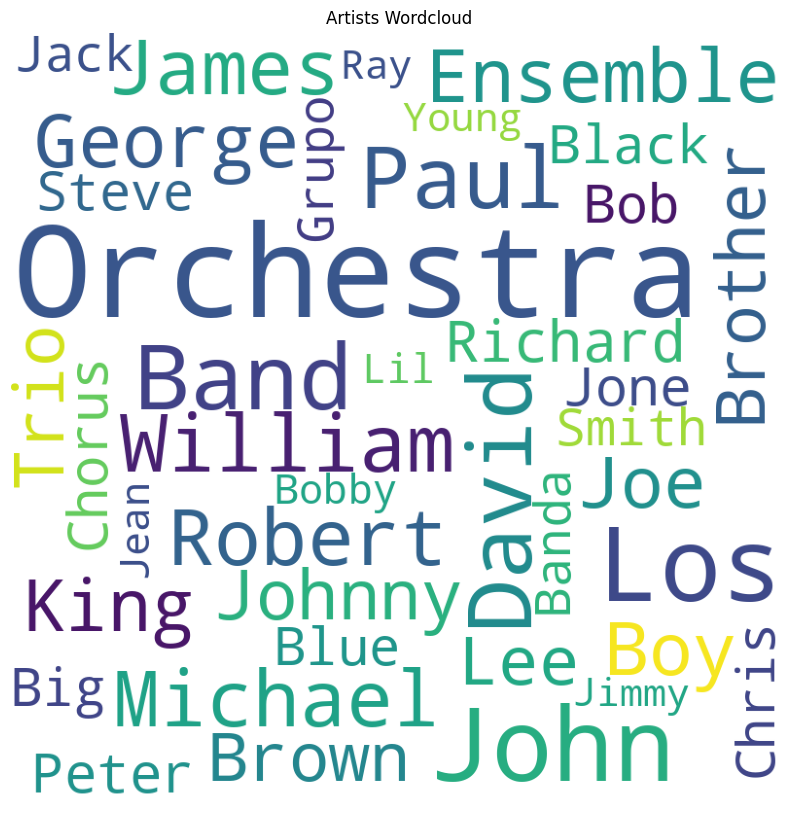 Artists Wordcloud
Jack
James
Ray
Ensemble
George
Grupo
Young
Black
Steve
Paul
Bob
Brother
Orchestra
Trio
Chorus
Band
Lil
Richard
David
Jone
William
Smith
Jean
Bobby
Banda
Joe
Robert
Los
King
Johnny
Blue
Lee
Boy
Chris
Big
Michael
Jimmy
Peter
Brown
John